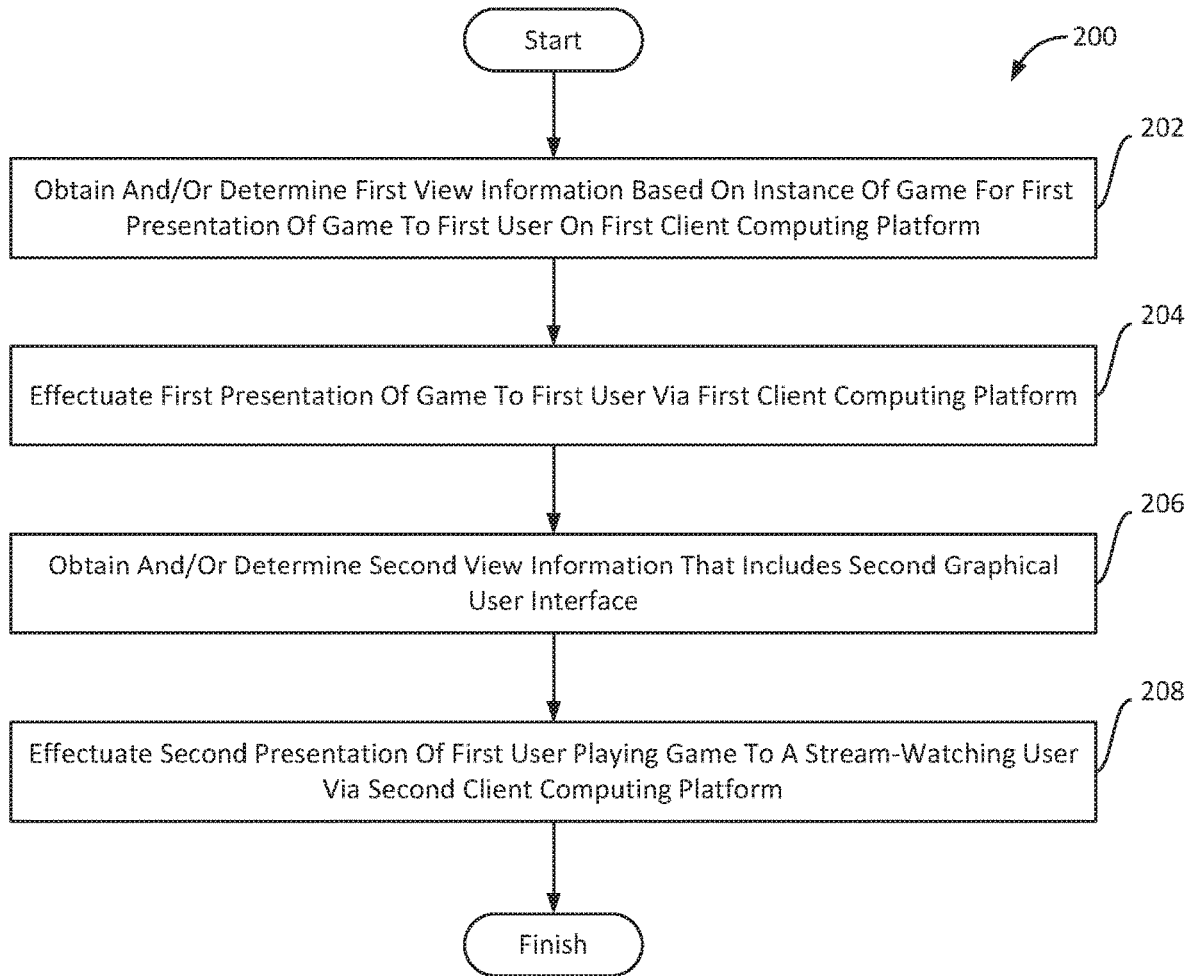 Start
200
202
Obtain And/Or Determine First View Information Based On Instance Of Game For First
Presentation Of Game To First User On First Client Computing Platform
204
Effectuate First Presentation Of Game To First User Via First Client Computing Platform
206
Obtain And/Or Determine Second View Information That Includes Second Graphical
User Interface
208
Effectuate Second Presentation Of First User Playing Game To A Stream-Watching User
Via Second Client Computing Platform
Finish